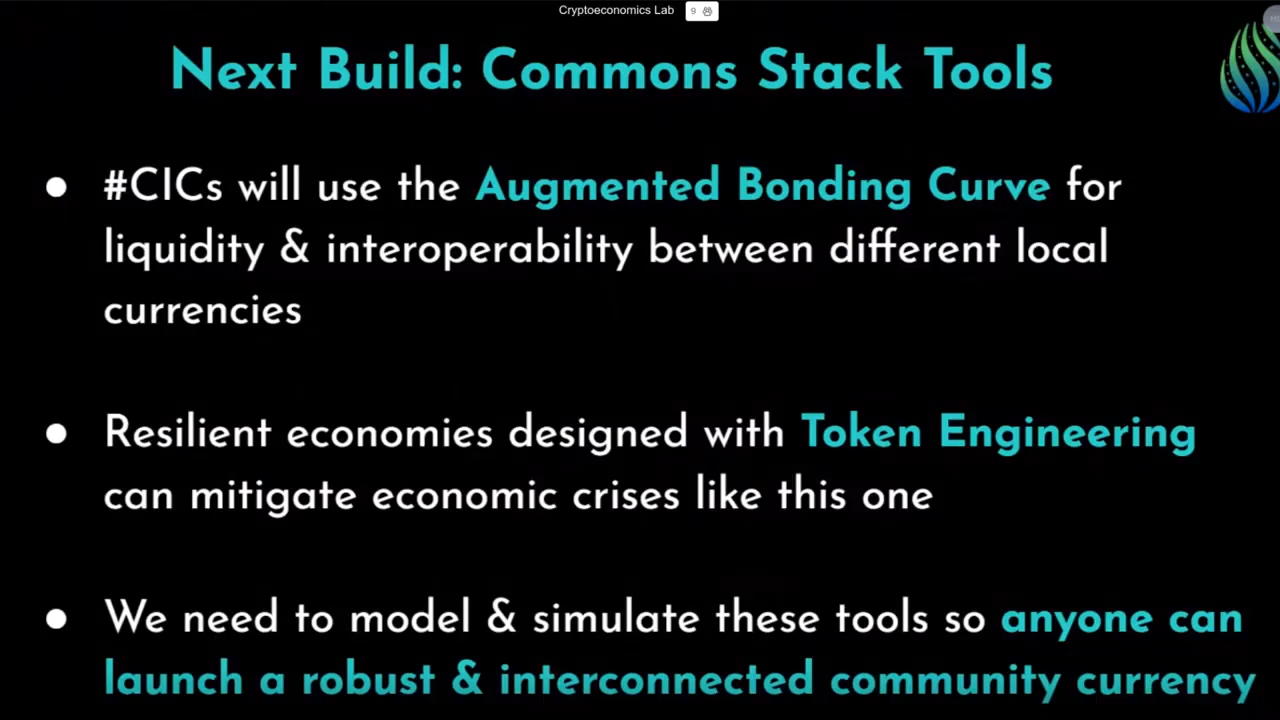 Cryptoeconomics Lab 9
Next Build: Commons Stack Tools
● #CICs will use the Augmented Bonding Curve for
liquidity & interoperability between different local
currencies
● Resilient economies designed with Token Engineering
can mitigate economic crises like this one
● We need to model & simulate these tools so anyone can
launch a robust & interconnected community currency